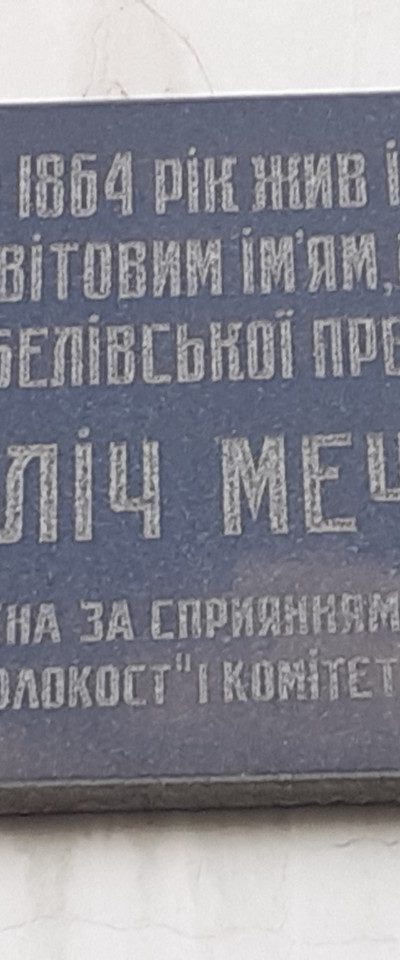 1864 РІК ЖИВ І
ВІТОВИМ ІМ'ЯМ,
БЕЛІВСЬКОЇ ПРЕ
ЛІЧ МЕЧ
НА ЗА СПРИЯННЯМ
ОЛОКОСТ" І КОМІТЕТ